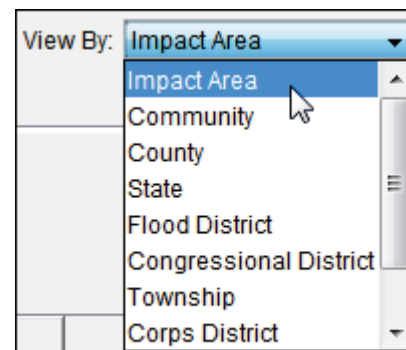 View By: Impact Area
Impact Area
Community
County
State
Flood District
Congressional District
Township
Corps District